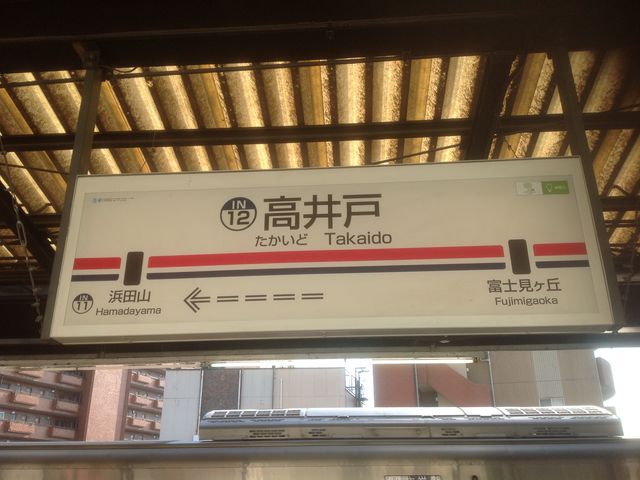 IN
12
高井戸
たかいど Takaido
IN
11
浜田山
Hamadayama
富士見ヶ丘
Fujimigaoka